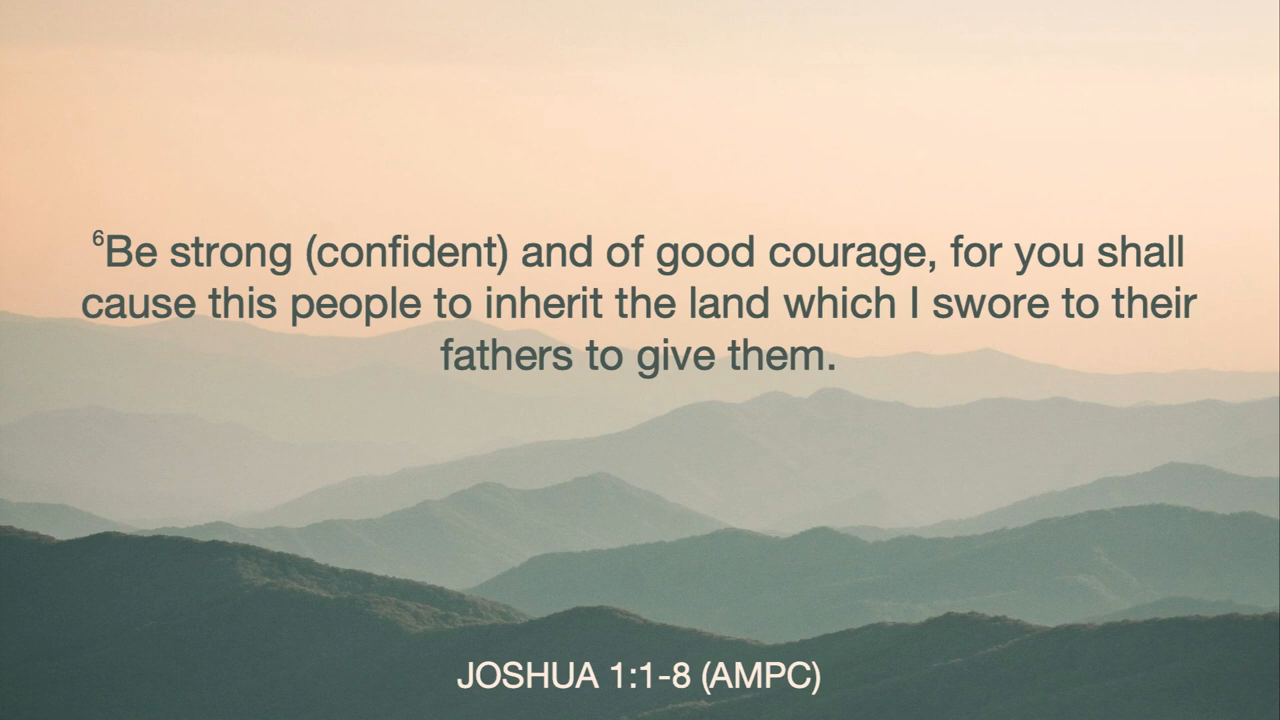 ⁶Be strong (confident) and of good courage, for you shall
cause this people to inherit the land which I swore to their
fathers to give them.
JOSHUA 1:1-8 (AMPC)